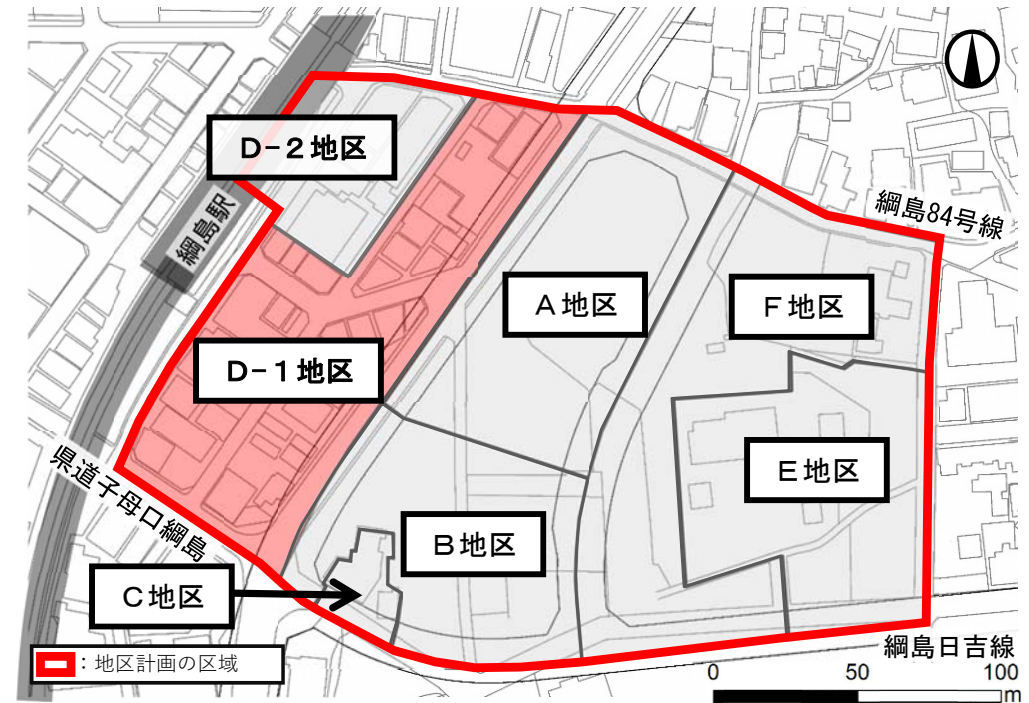 D-2地区
綱島駅
綱島84号線
A地区
F地区
D-1地区
E地区
県道子母口綱島
B地区
C地区
綱島日吉線
：地区計画の区域
0 50 100
m